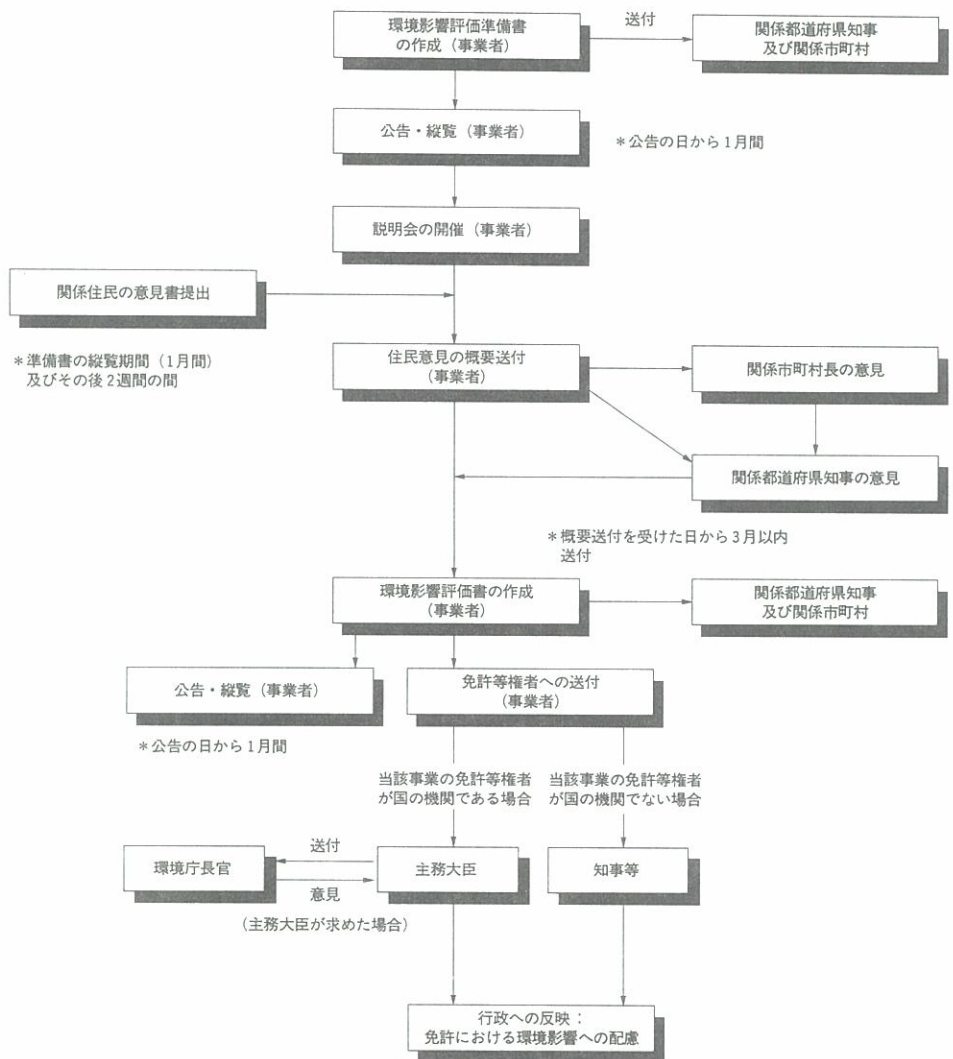 環境影響評価準備書
の作成（事業者）
送付
関係都道府県知事
及び関係市町村
公告・縦覧（事業者）
＊公告の日から1月間
説明会の開催（事業者）
関係住民の意見書提出
＊準備書の縦覧期間（1月間）
及びその後2週間の間
住民意見の概要送付
（事業者）
関係市町村長の意見
関係都道府県知事の意見
＊概要送付を受けた日から3月以内
送付
環境影響評価書の作成
（事業者）
関係都道府県知事
及び関係市町村
公告・縦覧（事業者）
＊公告の日から1月間
免許等権者への送付
（事業者）
当該事業の免許等権者
が国の機関である場合
当該事業の免許等権者
が国の機関でない場合
環境庁長官
送付
意見
（主務大臣が求めた場合）
主務大臣
知事等
行政への反映：
免許における環境影響への配慮